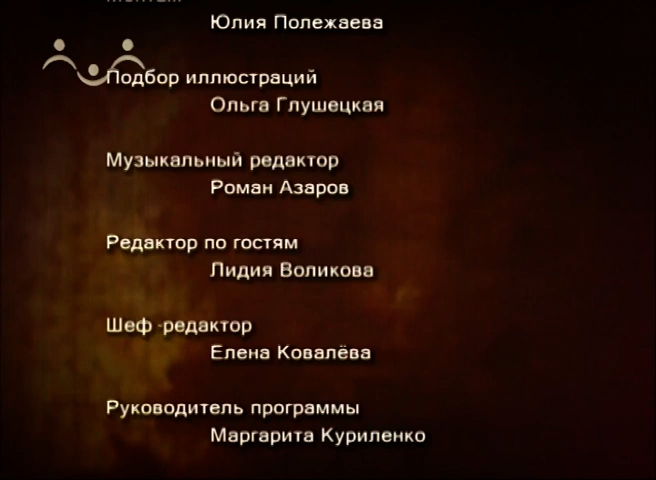 Юлия Полежаева
Подбор иллюстраций
Ольга Глушецкая
Музыкальный редактор
Роман Азаров
Редактор по гостям
Лидия Воликова
Шеф-редактор
Елена Ковалёва
Руководитель программы
Маргарита Куриленко